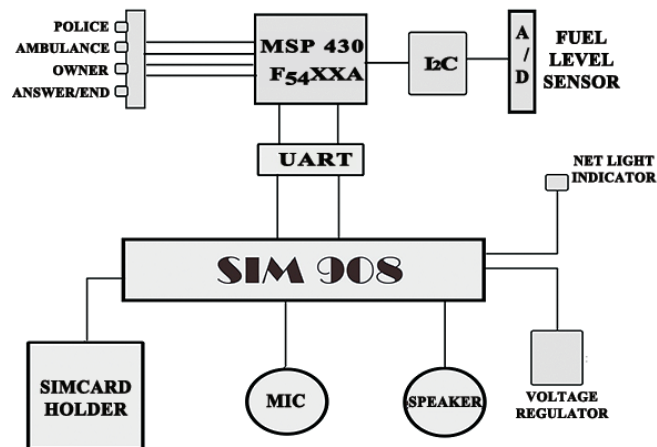 POLICE
AMBULANCE
OWNER
ANSWER/END
MSP 430
F54XXA
I2C
A
/
D
FUEL
LEVEL
SENSOR
UART
NET LIGHT
INDICATOR
SIM 908
SIMCARD
HOLDER
MIC
SPEAKER
VOLTAGE
REGULATOR